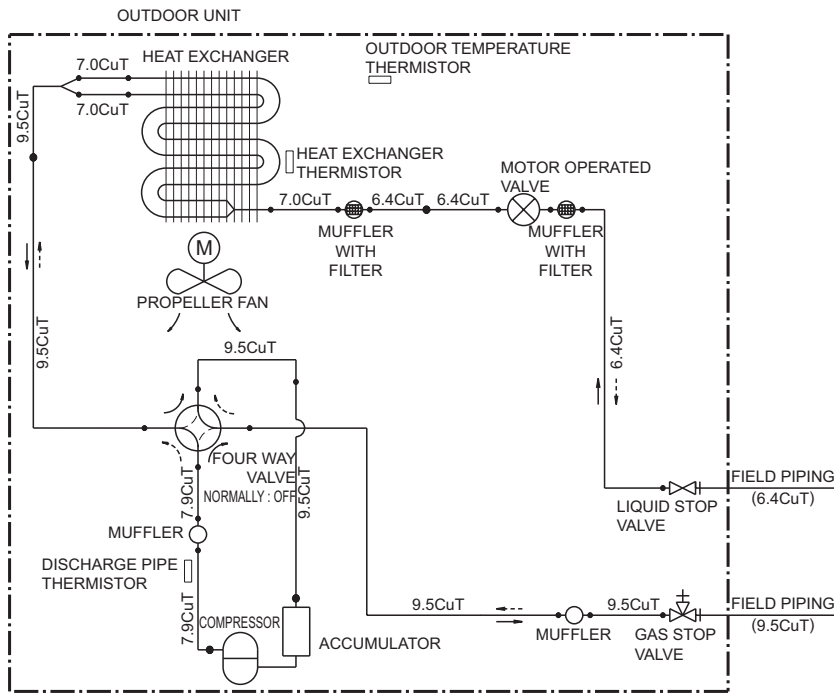 OUTDOOR UNIT
HEAT EXCHANGER
OUTDOOR TEMPERATURE
THERMISTOR
7.0CuT
7.0CuT
9.5CuT
HEAT EXCHANGER
THERMISTOR
MOTOR OPERATED
VALVE
7.0CuT
6.4CuT
6.4CuT
MUFFLER
WITH
FILTER
MUFFLER
WITH
FILTER
M
PROPELLER FAN
9.5CuT
9.5CuT
6.4CuT
FOUR WAY
VALVE
NORMALLY : OFF
9.5CuT
7.9CuT
MUFFLER
DISCHARGE PIPE
THERMISTOR
7.9CuT
COMPRESSOR
ACCUMULATOR
LIQUID STOP
VALVE
FIELD PIPING
(6.4CuT)
9.5CuT
MUFFLER
9.5CuT
GAS STOP
VALVE
FIELD PIPING
(9.5CuT)